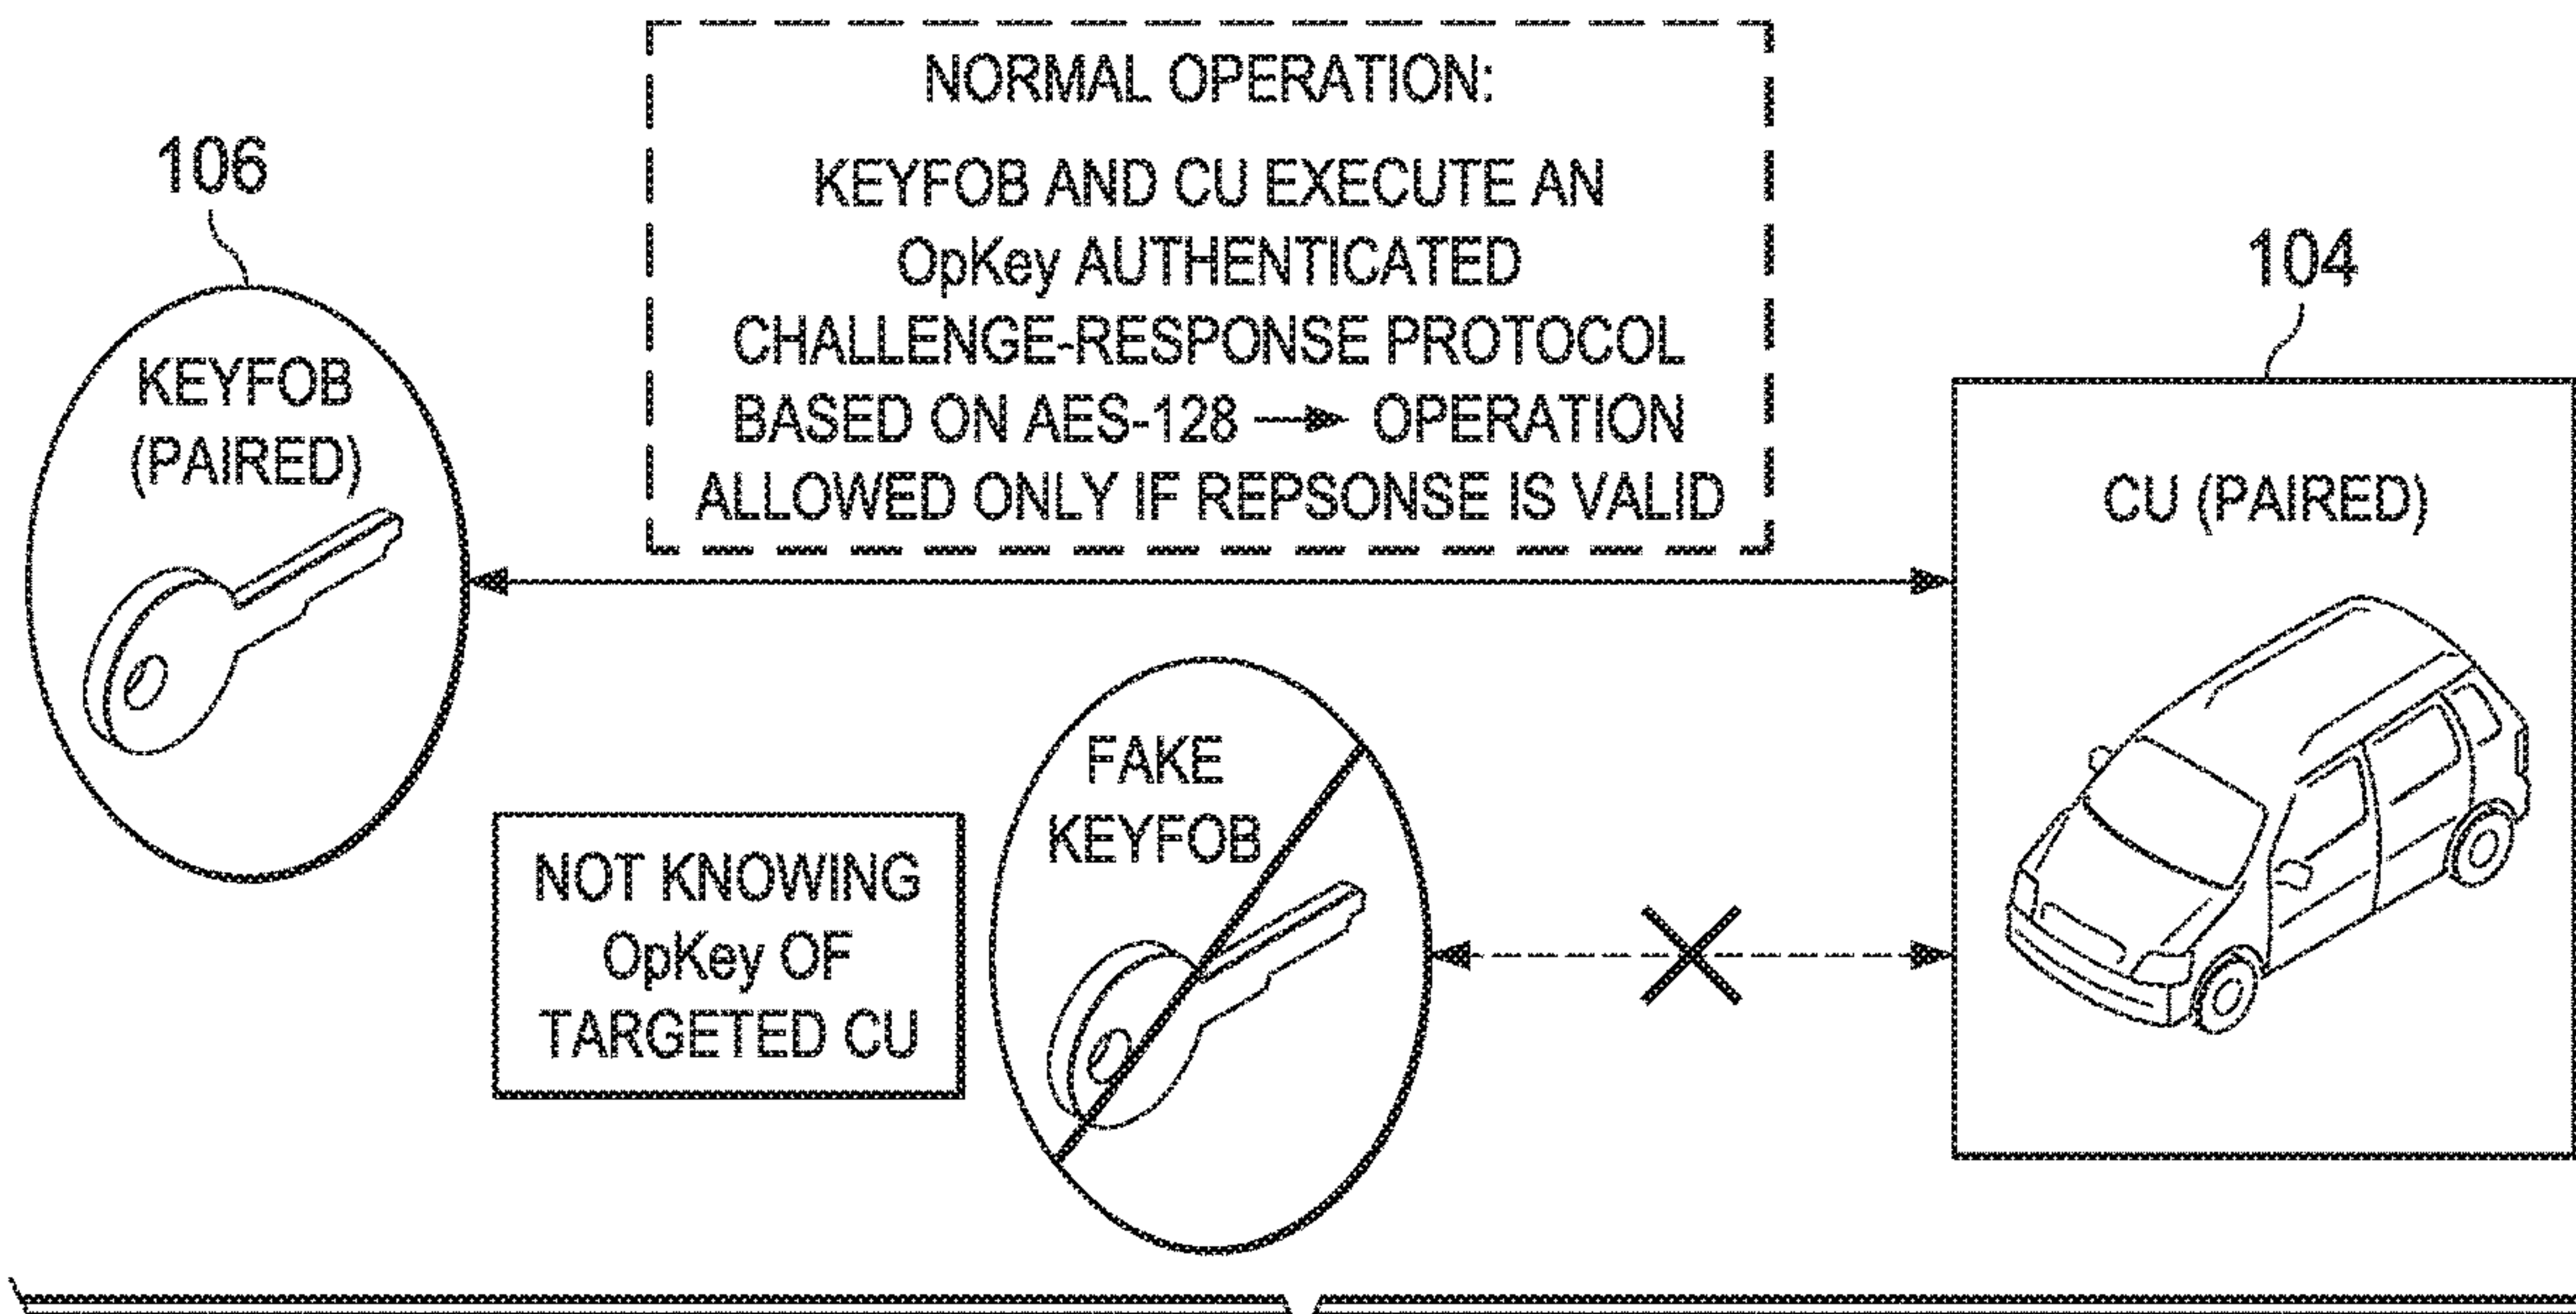 NORMAL OPERATION:
KEYFOB AND CU EXECUTE AN
OpKey AUTHENTICATED
CHALLENGE-RESPONSE PROTOCOL
BASED ON AES-128 → OPERATION
ALLOWED ONLY IF REPSONSE IS VALID
106
KEYFOB
(PAIRED)
104
CU (PAIRED)
FAKE
KEYFOB
NOT KNOWING
OpKey OF
TARGETED CU